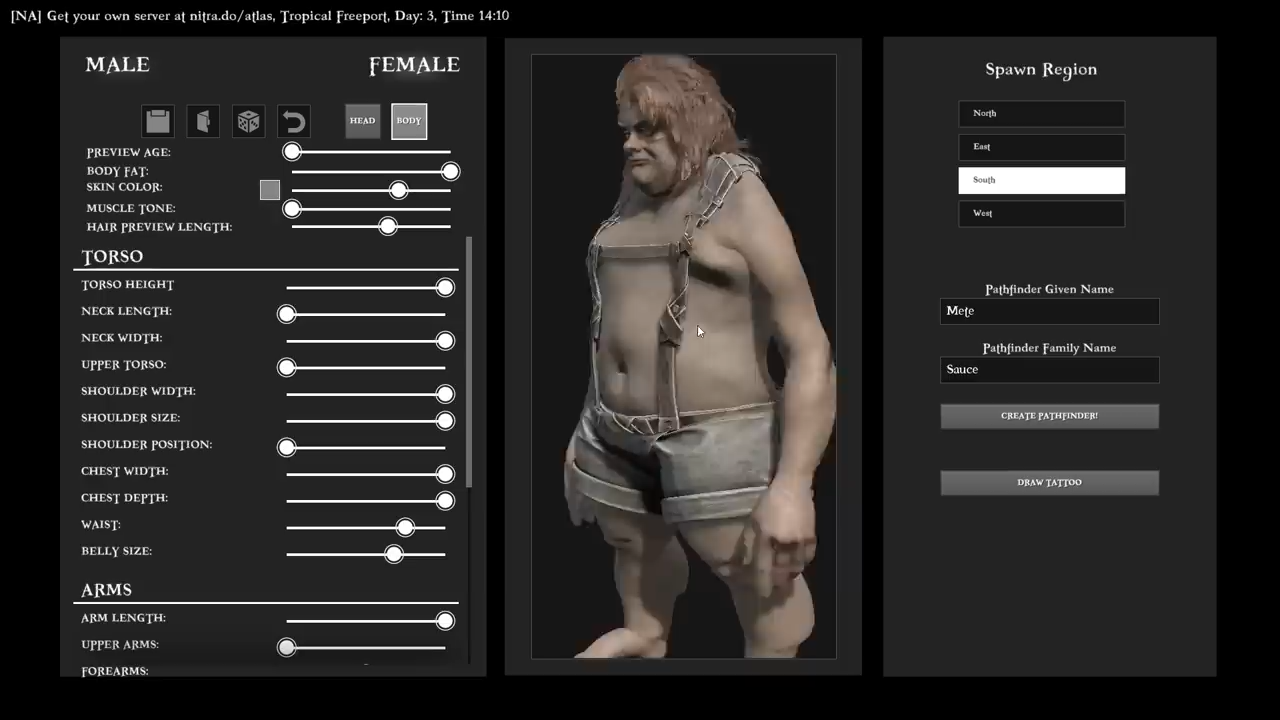 [NA] Get your own server at nitra.do/atlas, Tropical Freeport, Day: 3, Time 14:10
MALE
FEMALE
HEAD
BODY
PREVIEW AGE:
BODY FAT:
SKIN COLOR:
MUSCLE TONE:
HAIR PREVIEW LENGTH:
TORSO
TORSO HEIGHT
NECK LENGTH:
NECK WIDTH:
UPPER TORSO:
SHOULDER WIDTH:
SHOULDER SIZE:
SHOULDER POSITION:
CHEST WIDTH:
CHEST DEPTH:
WAIST:
BELLY SIZE:
ARMS
ARM LENGTH:
UPPER ARMS:
FOREARMS:
Spawn Region
North
East
South
West
Pathfinder Given Name
Mete
Pathfinder Family Name
Sauce
CREATE PATHFINDER!
DRAW TATTOO